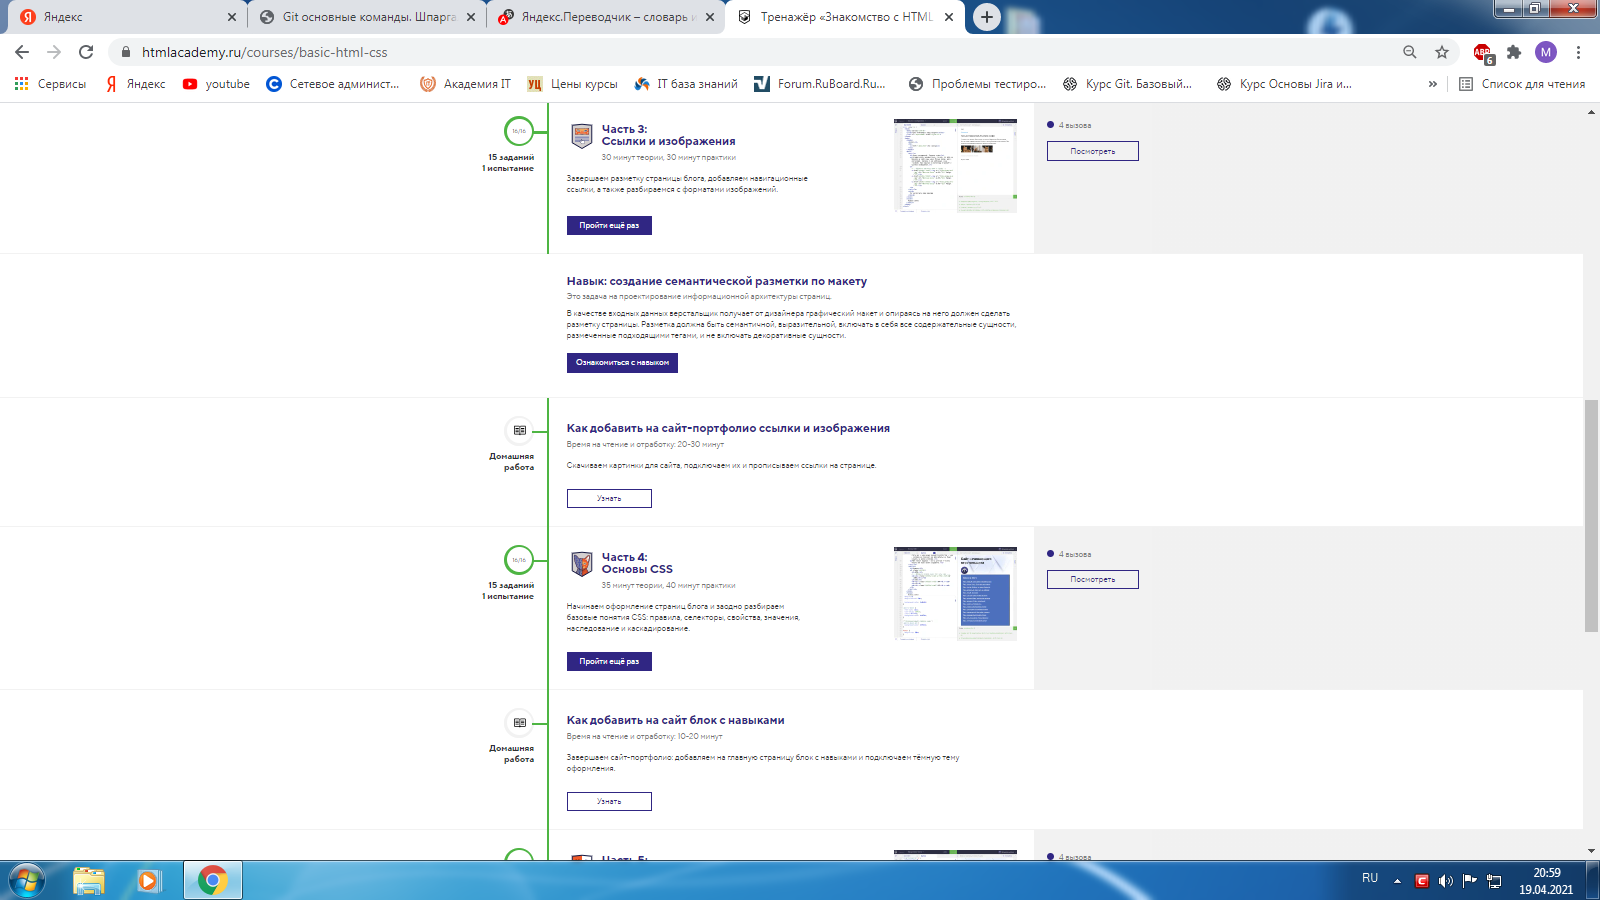 Яндекс
Git основные команды. Шпарга
Яндекс.Переводчик – словарь и
Тренажёр «Знакомство с HTML
htmlacademy.ru/courses/basic-html-css
ABP
6
M
Сервисы
Яндекс
youtube
Сетевое админист...
Академия IT
УЦ
Цены курсы
IT база знаний
Forum.RuBoard.Ru...
Проблемы тестиро...
Курс Git. Базовый...
Курс Основы Jira и...
»
Список для чтения
16/16
15 заданий
1 испытание
Часть 3:
Ссылки и изображения
30 минут теории, 30 минут практики
Завершаем разметку страницы блога, добавляем навигационные
ссылки, а также разбираемся с форматами изображений.
Пройти ещё раз
4 вызова
Посмотреть
Навык: создание семантической разметки по макету
Это задача на проектирование информационной архитектуры страниц.
В качестве входных данных верстальщик получает от дизайнера графический макет и опираясь на него должен сделать
разметку страницы. Разметка должна быть семантичной, выразительной, включать в себя все содержательные сущности,
размеченные подходящими тегами, и не включать декоративные сущности.
Ознакомиться с навыком
Домашняя
работа
Как добавить на сайт-портфолио ссылки и изображения
Время на чтение и отработку: 20-30 минут
Скачиваем картинки для сайта, подключаем их и прописываем ссылки на странице.
Узнать
16/16
15 заданий
1 испытание
Часть 4:
Основы CSS
35 минут теории, 40 минут практики
Начинаем оформление страниц блога и заодно разбираем
базовые понятия CSS: правила, селекторы, свойства, значения,
наследование и каскадирование.
Пройти ещё раз
4 вызова
Посмотреть
Домашняя
работа
Как добавить на сайт блок с навыками
Время на чтение и отработку: 10-20 минут
Завершаем сайт-портфолио: добавляем на главную страницу блок с навыками и подключаем тёмную тему
оформления.
Узнать
Часть 5:
4 вызова
RU
20:59
19.04.2021